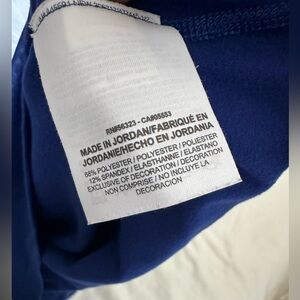 RN#56323 - CA#05553
MADE IN JORDAN/FABRIQUÉ EN
JORDANIE/HECHO EN JORDANIA
88% POLYESTER / POLYESTER / POLIESTER
12% SPANDEX / ELASTHANNE / ELASTANO
EXCLUSIVE OF DECORATION / DECORATION
NON COMPRISE / NO INCLUYE LA
DECORACION